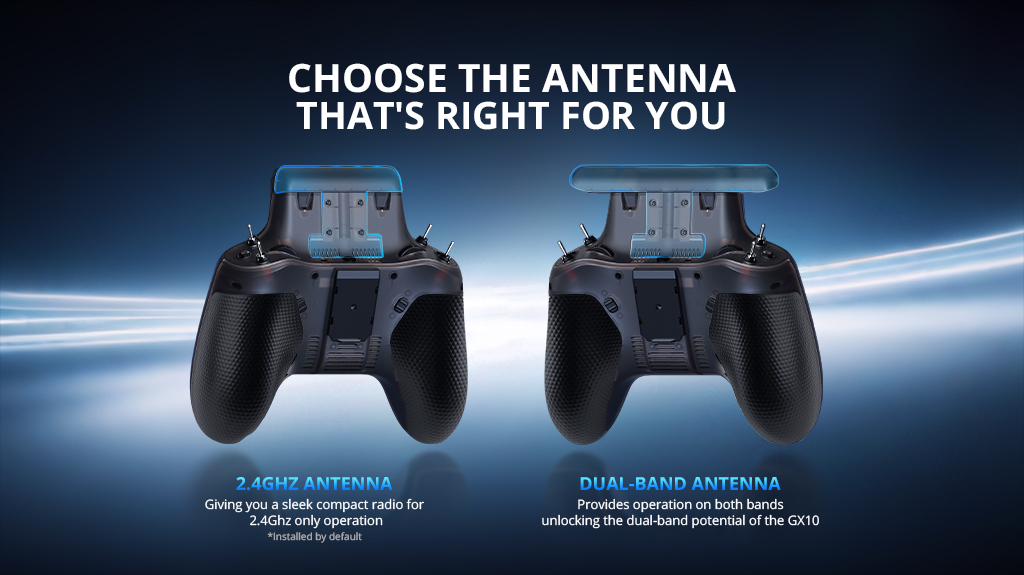 CHOOSE THE ANTENNA
THAT'S RIGHT FOR YOU
2.4GHZ ANTENNA
Giving you a sleek compact radio for
2.4Ghz only operation
*Installed by default
DUAL-BAND ANTENNA
Provides operation on both bands
unlocking the dual-band potential of the GX10